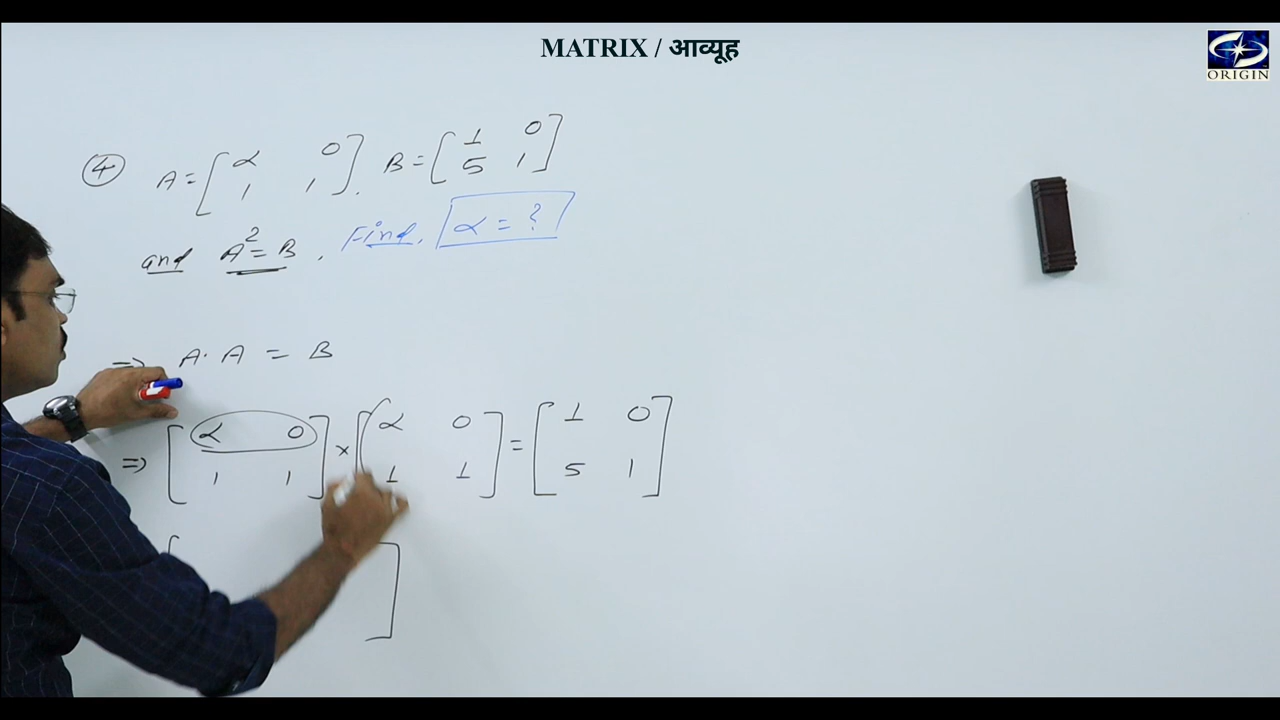 MATRIX / आव्यूह
ORIGIN
④ A = [α 0 1 1], B = [1 0 5 1]
and A² = B, Find, α = ?
⇒ A · A = B
⇒ [α 0 1 1] × [α 0 1 1] = [1 0 5 1]
[ ]